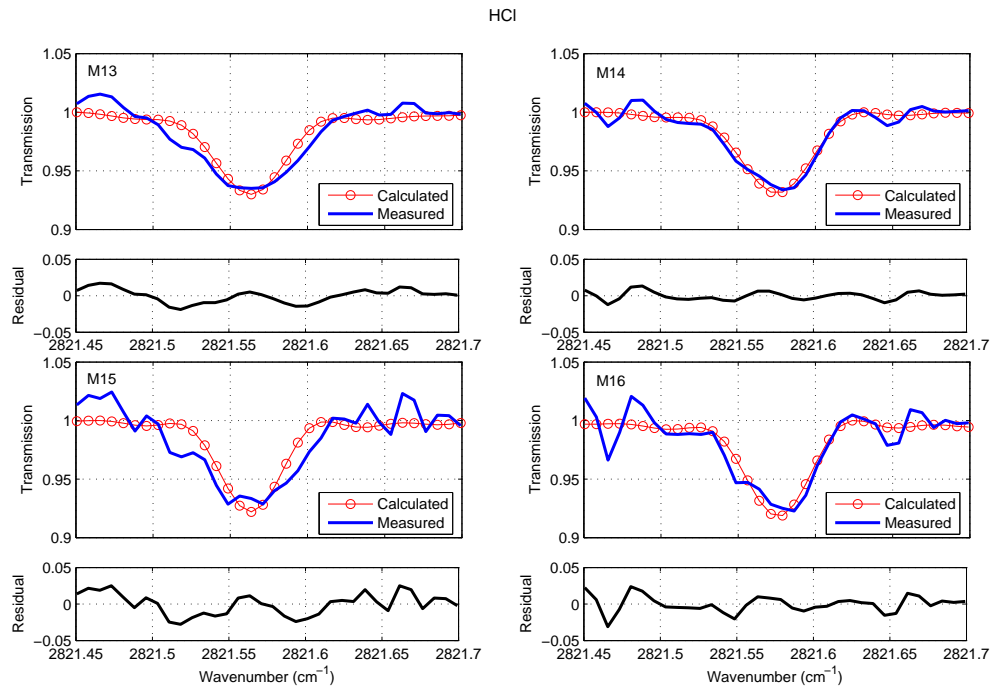 HCl
1.05
M13
1
Transmission
0.95
Calculated
Measured
0.9
0.05
Residual
0
−0.05
2821.45 2821.5 2821.55 2821.6 2821.65 2821.7
1.05
M14
1
Transmission
0.95
Calculated
Measured
0.9
0.05
Residual
0
−0.05
2821.45 2821.5 2821.55 2821.6 2821.65 2821.7
1.05
M15
1
Transmission
0.95
Calculated
Measured
0.9
0.05
Residual
0
−0.05
2821.45 2821.5 2821.55 2821.6 2821.65 2821.7
Wavenumber (cm⁻¹)
1.05
M16
1
Transmission
0.95
Calculated
Measured
0.9
0.05
Residual
0
−0.05
2821.45 2821.5 2821.55 2821.6 2821.65 2821.7
Wavenumber (cm⁻¹)